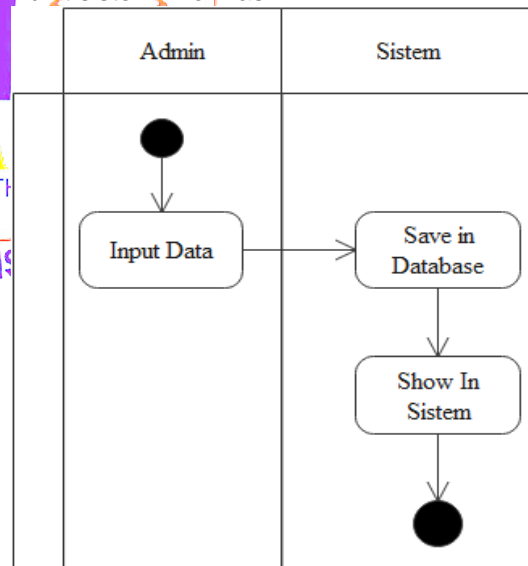 Admin
Sistem
Input Data
Save in
Database
Show In
Sistem